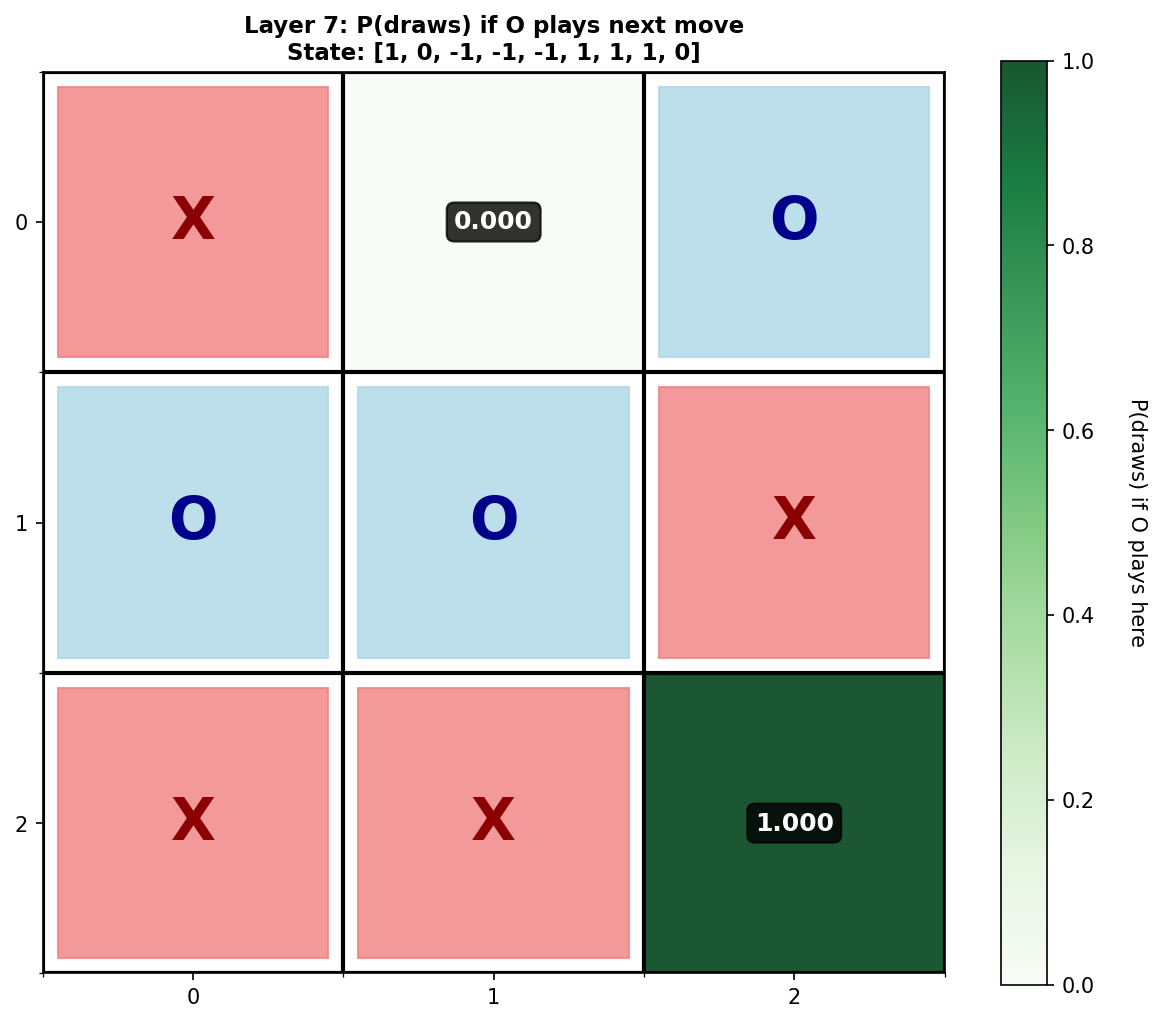 Layer 7: P(draws) if O plays next move
State: [1, 0, -1, -1, -1, 1, 1, 1, 0]
0
X
0.000
O
1
O
O
X
2
X
X
1.000
0
1
2
1.0
0.8
0.6
0.4
0.2
0.0
P(draws) if O plays here